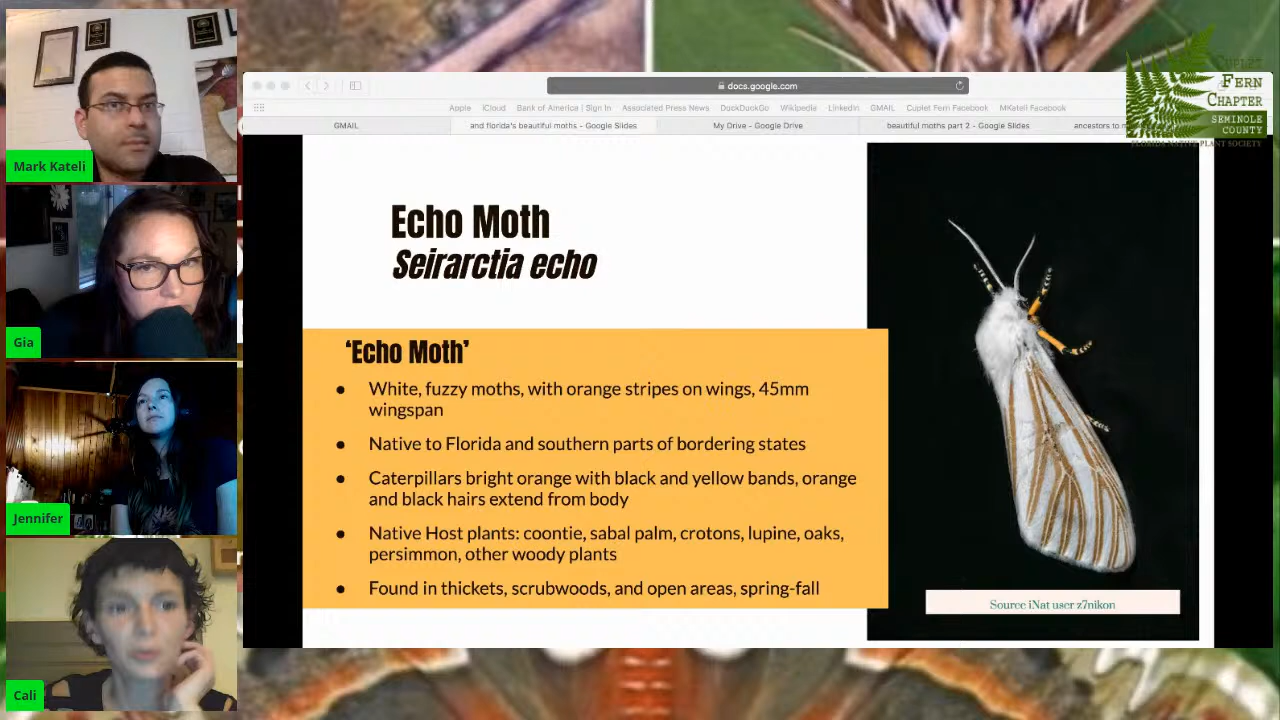 Mark Kateli
Gia
Jennifer
Cali
docs.google.com
Apple iCloud Bank of America | Sign In Associated Press News DuckDuckGo Wikipedia LinkedIn GMAIL Cuplet Fern Facebook MKateli Facebook
GMAIL and florida's beautiful moths - Google Slides My Drive - Google Drive beautiful moths part 2 - Google Slides ancestors to m
CUPLET
FERN
CHAPTER
SEMINOLE
COUNTY
FLORIDA NATIVE PLANT SOCIETY
Echo Moth
Seirarctia echo
‘Echo Moth’
● White, fuzzy moths, with orange stripes on wings, 45mm
wingspan
● Native to Florida and southern parts of bordering states
● Caterpillars bright orange with black and yellow bands, orange
and black hairs extend from body
● Native Host plants: coontie, sabal palm, crotons, lupine, oaks,
persimmon, other woody plants
● Found in thickets, scrubwoods, and open areas, spring-fall
Source iNat user z7nikon